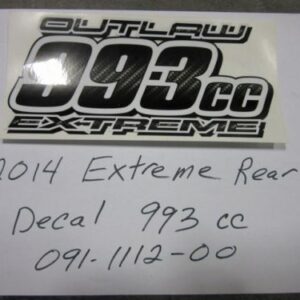 OUTLAW
993cc
EXTREME
2014 Extreme Rear
Decal 993 cc
091-1112-00